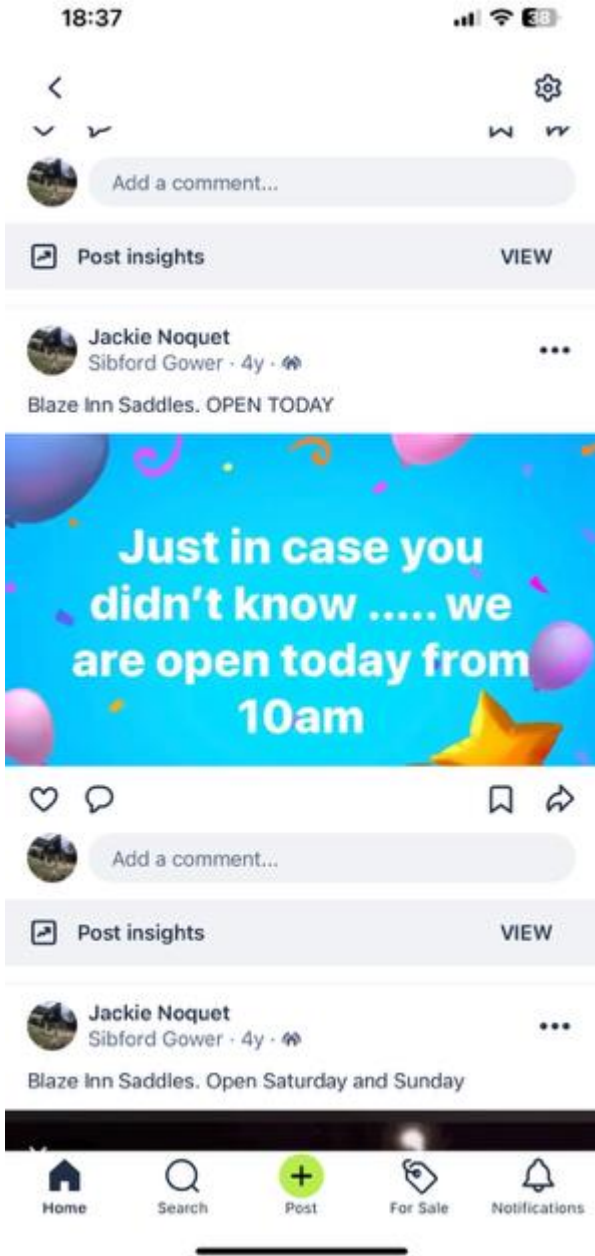 18:37
38
Add a comment...
Post insights VIEW
Jackie Noquet
Sibford Gower · 4y ·
Blaze Inn Saddles. OPEN TODAY
Just in case you
didn't know ..... we
are open today from
10am
Add a comment...
Post insights VIEW
Jackie Noquet
Sibford Gower · 4y ·
Blaze Inn Saddles. Open Saturday and Sunday
Home Search Post For Sale Notifications